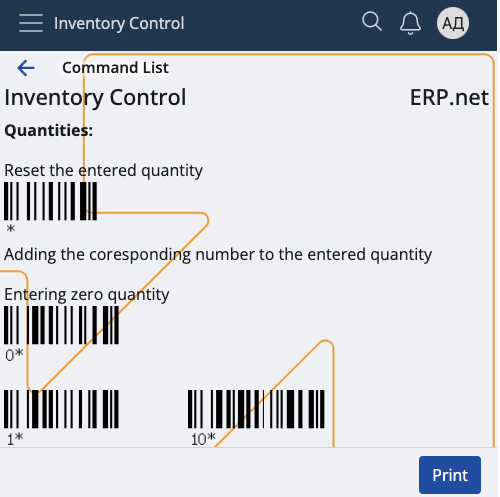 Inventory Control АД
Command List
Inventory Control ERP.net
Quantities:
Reset the entered quantity
*
Adding the coresponding number to the entered quantity
Entering zero quantity
0*
1* 10*
Print